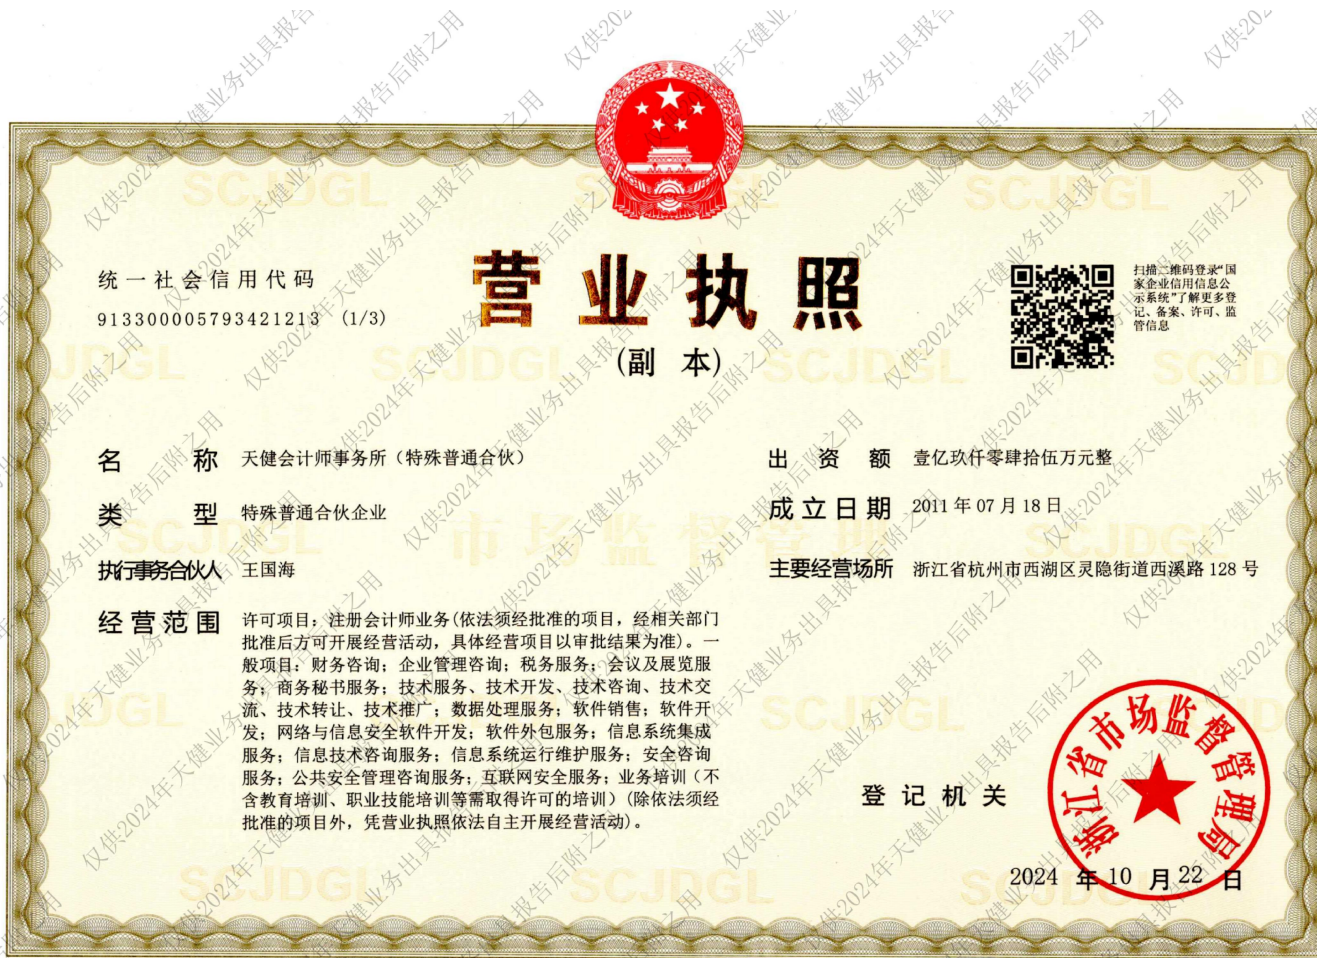 统一社会信用代码
913300005793421213 (1/3)
营业执照
(副 本)
扫描二维码登录“国
家企业信用信息公
示系统”了解更多登
记、备案、许可、监
管信息
名 称 天健会计师事务所（特殊普通合伙）
类 型 特殊普通合伙企业
执行事务合伙人 王国海
经营范围 许可项目：注册会计师业务(依法须经批准的项目，经相关部门
批准后方可开展经营活动，具体经营项目以审批结果为准)。一
般项目：财务咨询；企业管理咨询；税务服务；会议及展览服
务；商务秘书服务；技术服务、技术开发、技术咨询、技术交
流、技术转让、技术推广；数据处理服务；软件销售；软件开
发；网络与信息安全软件开发；软件外包服务；信息系统集成
服务；信息技术咨询服务；信息系统运行维护服务；安全咨询
服务；公共安全管理咨询服务；互联网安全服务；业务培训（不
含教育培训、职业技能培训等需取得许可的培训）(除依法须经
批准的项目外，凭营业执照依法自主开展经营活动)。
出 资 额 壹亿玖仟零肆拾伍万元整
成立日期 2011 年 07 月 18 日
主要经营场所 浙江省杭州市西湖区灵隐街道西溪路 128 号
登记机关
浙江省市场监督管理局
2024 年 10 月 22 日
SCJDGL
市场监督管理
仅供2024年天健业务出具报告后附之用